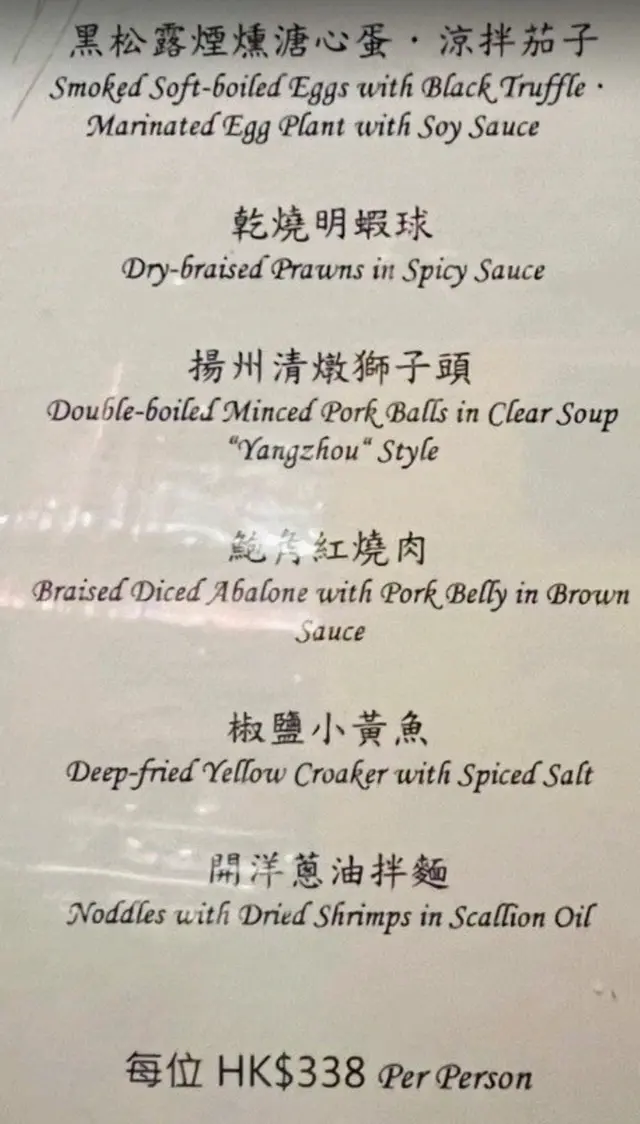 黑松露煙燻溏心蛋·涼拌茄子
Smoked Soft-boiled Eggs with Black Truffle ·
Marinated Egg Plant with Soy Sauce
乾燒明蝦球
Dry-braised Prawns in Spicy Sauce
揚州清燉獅子頭
Double-boiled Minced Pork Balls in Clear Soup
“Yangzhou“ Style
鮑角紅燒肉
Braised Diced Abalone with Pork Belly in Brown
Sauce
椒鹽小黃魚
Deep-fried Yellow Croaker with Spiced Salt
開洋蔥油拌麵
Noddles with Dried Shrimps in Scallion Oil
每位 HK$338 Per Person